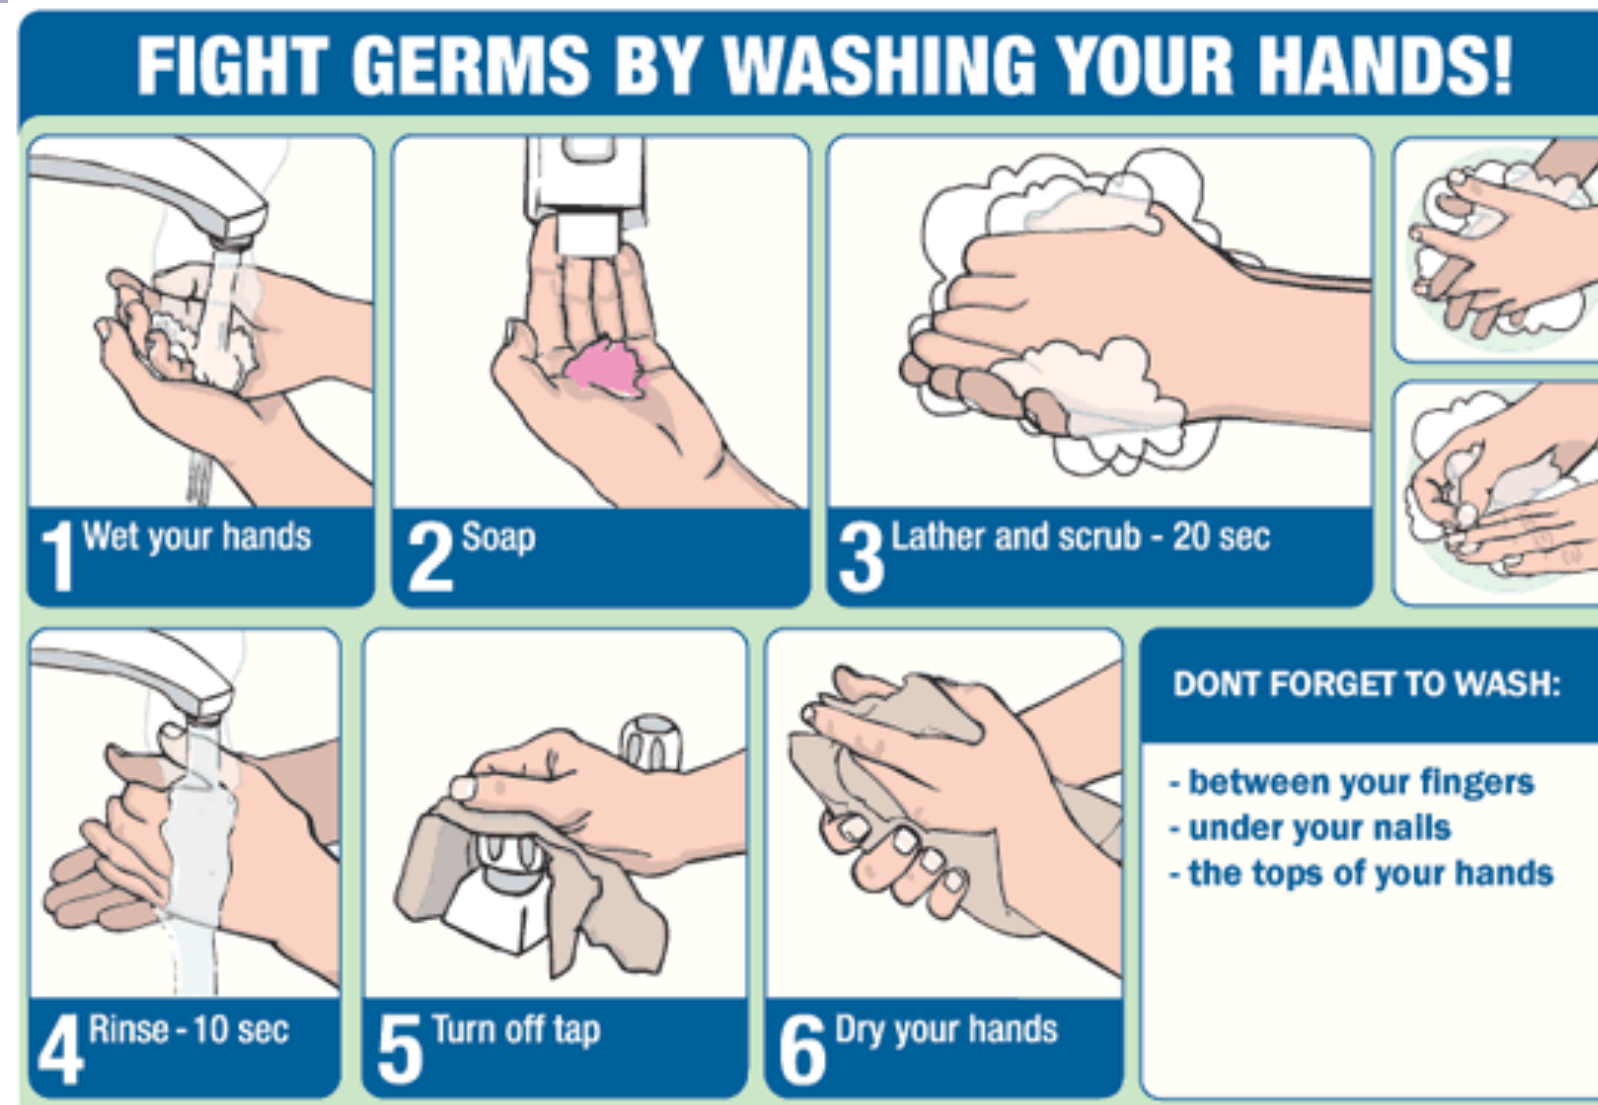 FIGHT GERMS BY WASHING YOUR HANDS!
1 Wet your hands
2 Soap
3 Lather and scrub - 20 sec
4 Rinse - 10 sec
5 Turn off tap
6 Dry your hands
DONT FORGET TO WASH:
- between your fingers
- under your nails
- the tops of your hands